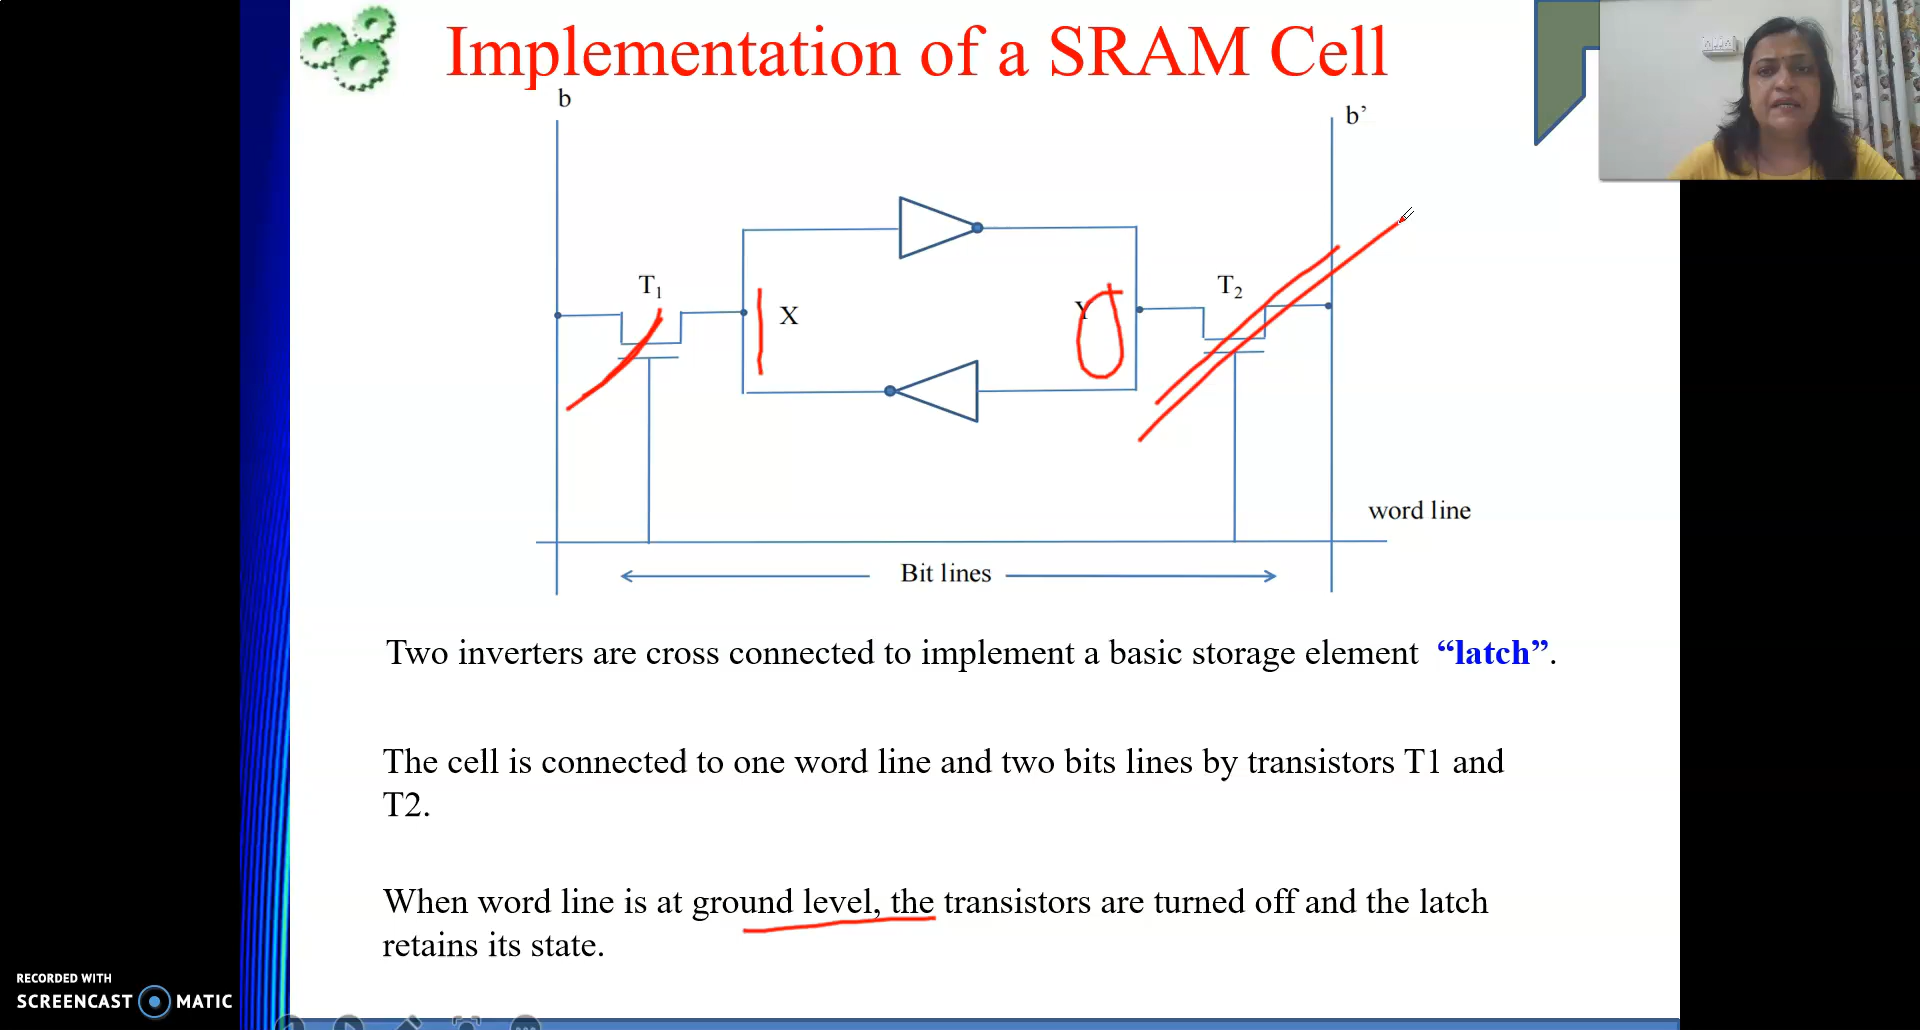 Implementation of a SRAM Cell
b
b’
T1
X
Y
T2
word line
Bit lines
Two inverters are cross connected to implement a basic storage element “latch”.
The cell is connected to one word line and two bits lines by transistors T1 and
T2.
When word line is at ground level, the transistors are turned off and the latch
retains its state.
RECORDED WITH
SCREENCAST MATIC